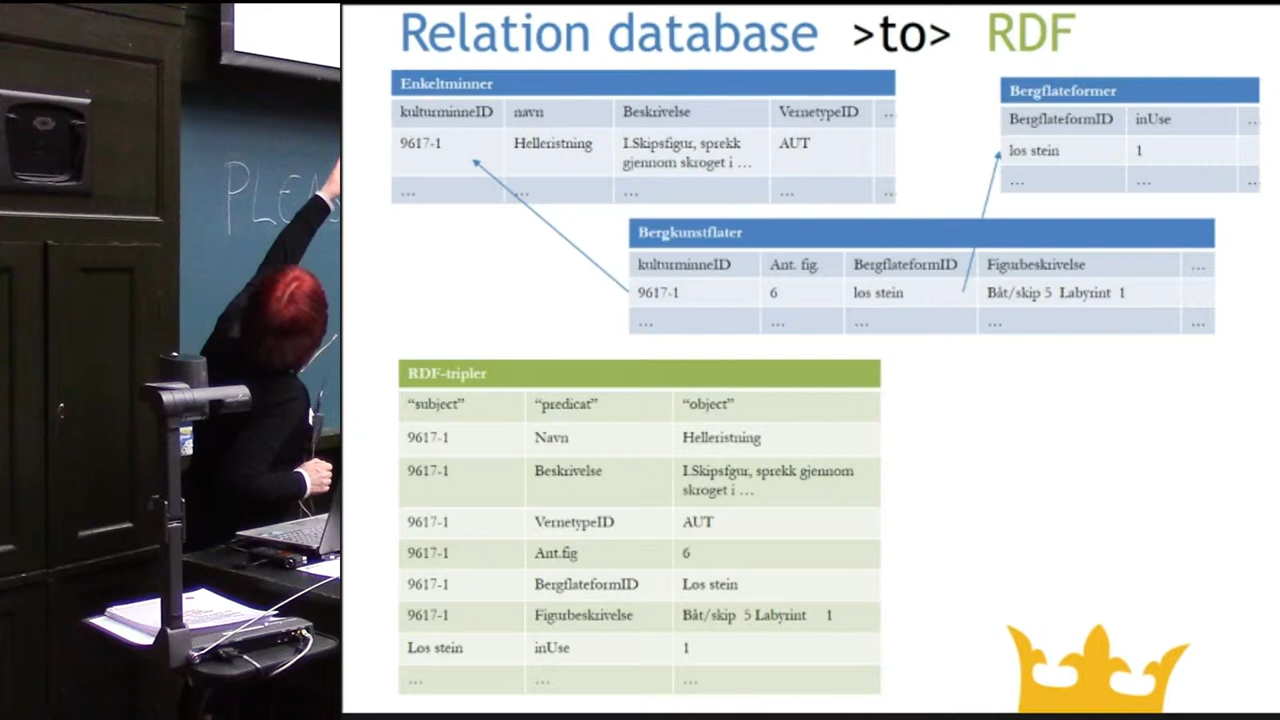 Relation database >to> RDF
Enkeltminner
kulturminneID navn Beskrivelse VernetypeID ...
9617-1 Helleristning I.Skipsfigur, sprekk gjennom skroget i ... AUT
... ... ... ... ...
Bergflateformer
BergflateformID inUse ...
los stein 1
... ... ...
Bergkunstflater
kulturminneID Ant. fig. BergflateformID Figurbeskrivelse ...
9617-1 6 los stein Båt/skip 5 Labyrint 1
... ... ... ... ...
RDF-tripler
“subject” “predicat” “object”
9617-1 Navn Helleristning
9617-1 Beskrivelse I.Skipsfgur, sprekk gjennom
skroget i ...
9617-1 VernetypeID AUT
9617-1 Ant.fig 6
9617-1 BergflateformID Los stein
9617-1 Figurbeskrivelse Båt/skip 5 Labyrint 1
Los stein inUse 1
... ... ...
PLE